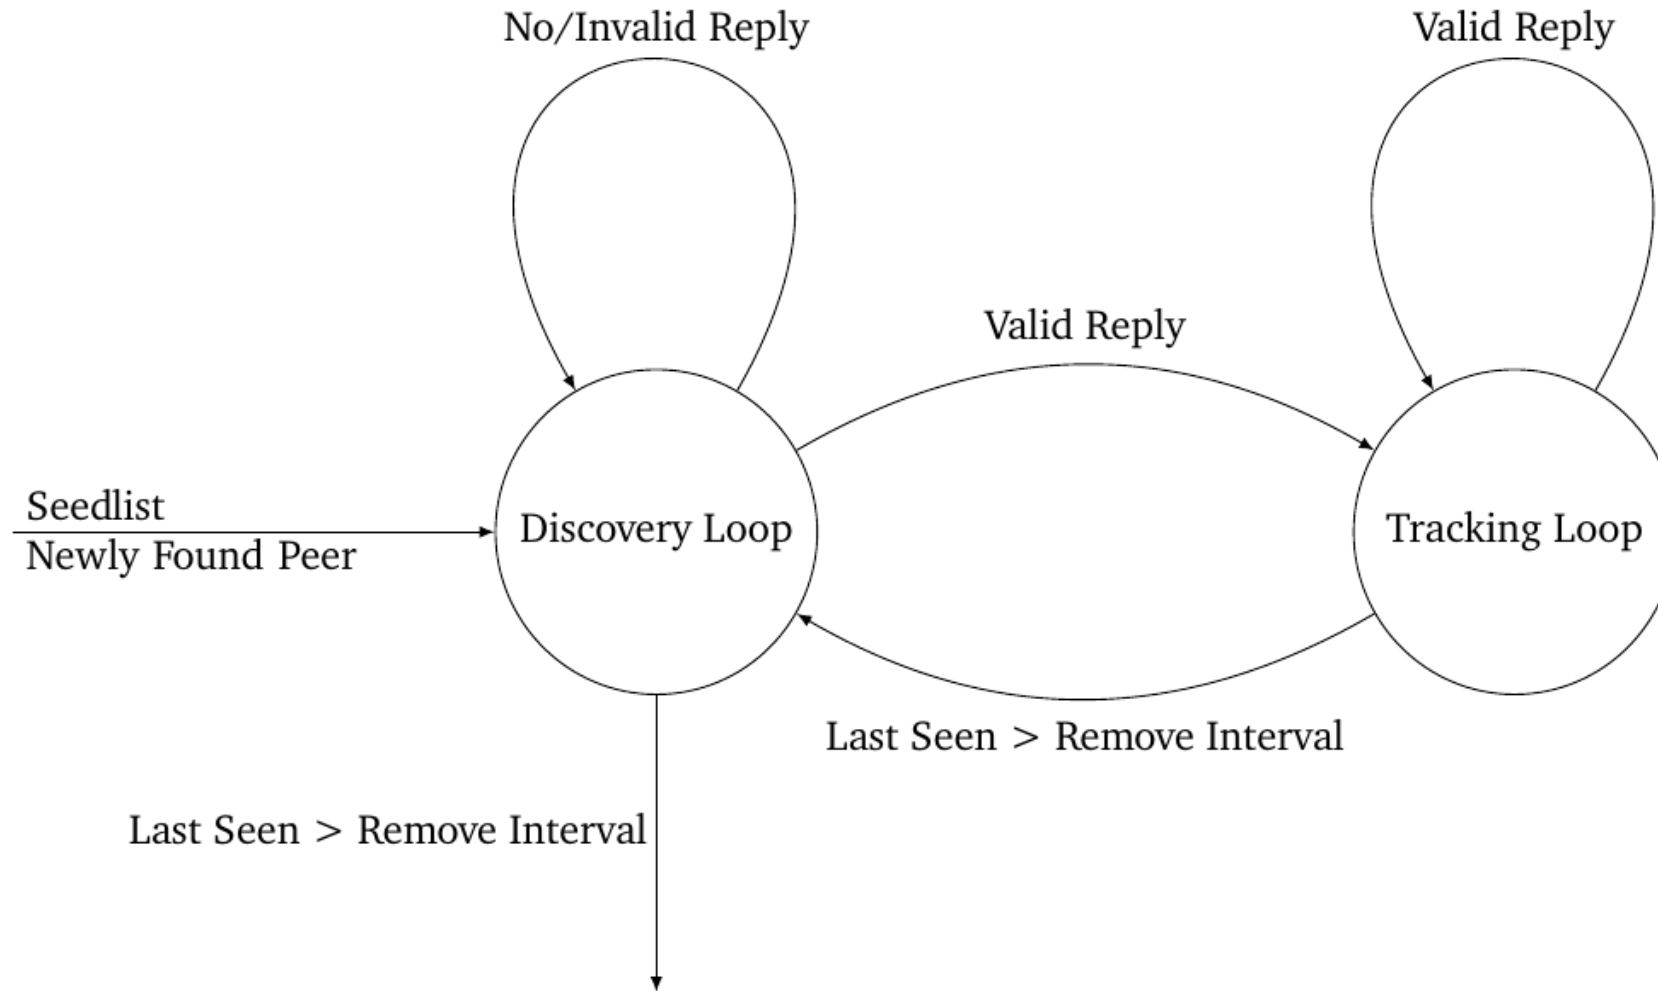 No/Invalid Reply
Valid Reply
Valid Reply
Seedlist
Newly Found Peer
Discovery Loop
Tracking Loop
Last Seen > Remove Interval
Last Seen > Remove Interval